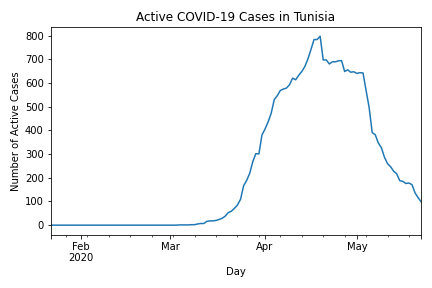 Active COVID-19 Cases in Tunisia
Number of Active Cases
800
700
600
500
400
300
200
100
0
Feb
2020
Mar
Apr
May
Day